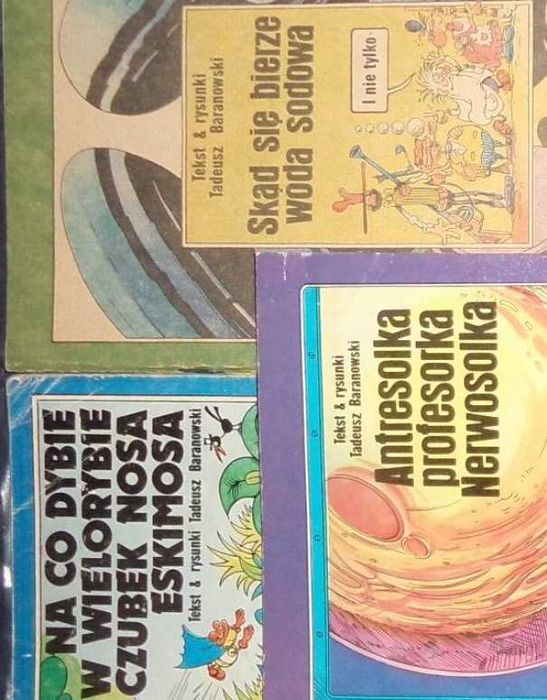 Tekst & rysunki
Tadeusz Baranowski
Skąd się bierze
woda sodowa
I nie tylko
NA CO DYBIE
W WIELORYBIE
CZUBEK NOSA
ESKIMOSA
Tekst & rysunki Tadeusz Baranowski
Tekst & rysunki
Tadeusz Baranowski
Antresolka
profesorka
Nerwosolka